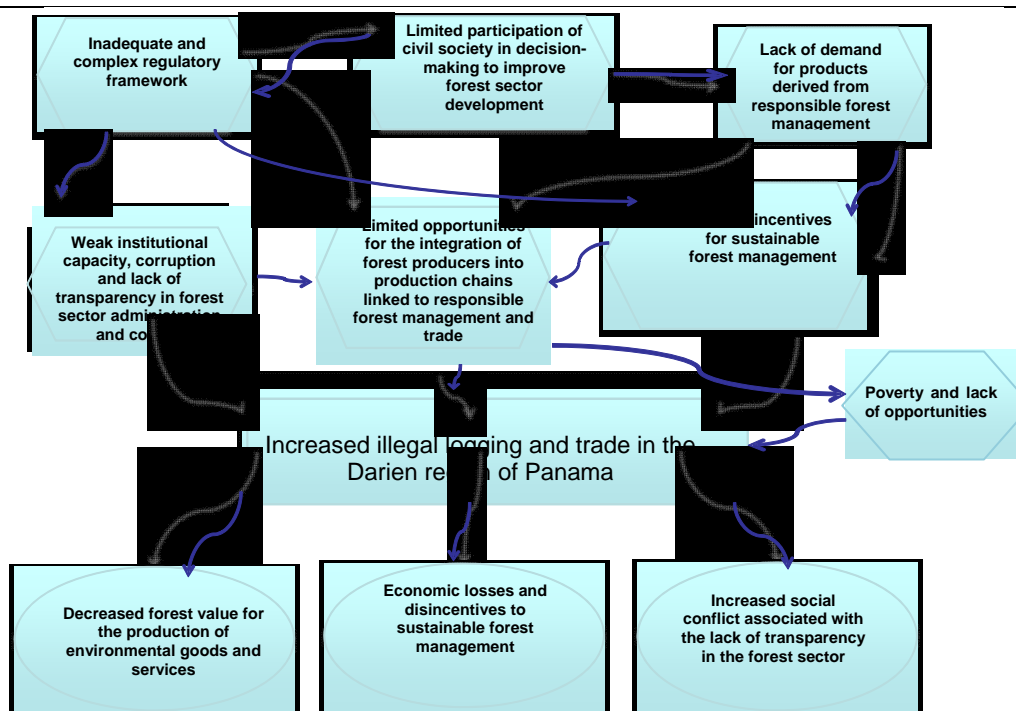 Inadequate and
complex regulatory
framework
Limited participation of
civil society in decision-
making to improve
forest sector
development
Lack of demand
for products
derived from
responsible forest
management
Weak institutional
capacity, corruption
and lack of
transparency in forest
sector administration
and
Limited opportunities
for the integration of
forest producers into
production chains
linked to responsible
forest management and
trade
incentives
for sustainable
forest management
Poverty and lack
of opportunities
Increased illegal logging and trade in the
Darien region of Panama
Decreased forest value for
the production of
environmental goods and
services
Economic losses and
disincentives to
sustainable forest
management
Increased social
conflict associated with
the lack of transparency
in the forest sector